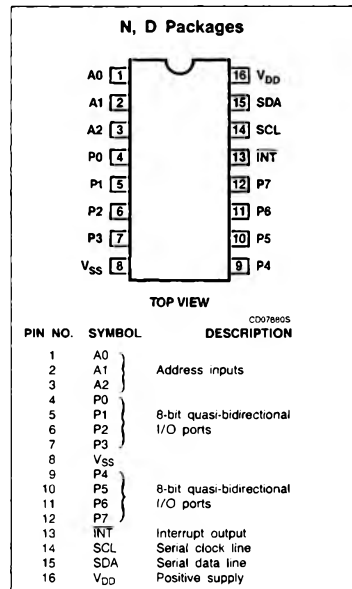 N, D Packages
A0 1 16 VDD
A1 2 15 SDA
A2 3 14 SCL
P0 4 13 INT
P1 5 12 P7
P2 6 11 P6
P3 7 10 P5
VSS 8 9 P4
TOP VIEW
CD07680S
PIN NO. SYMBOL DESCRIPTION
1 A0
2 A1 Address inputs
3 A2
4 P0
5 P1 8-bit quasi-bidirectional
6 P2 I/O ports
7 P3
8 VSS
9 P4
10 P5 8-bit quasi-bidirectional
11 P6 I/O ports
12 P7
13 INT Interrupt output
14 SCL Serial clock line
15 SDA Serial data line
16 VDD Positive supply